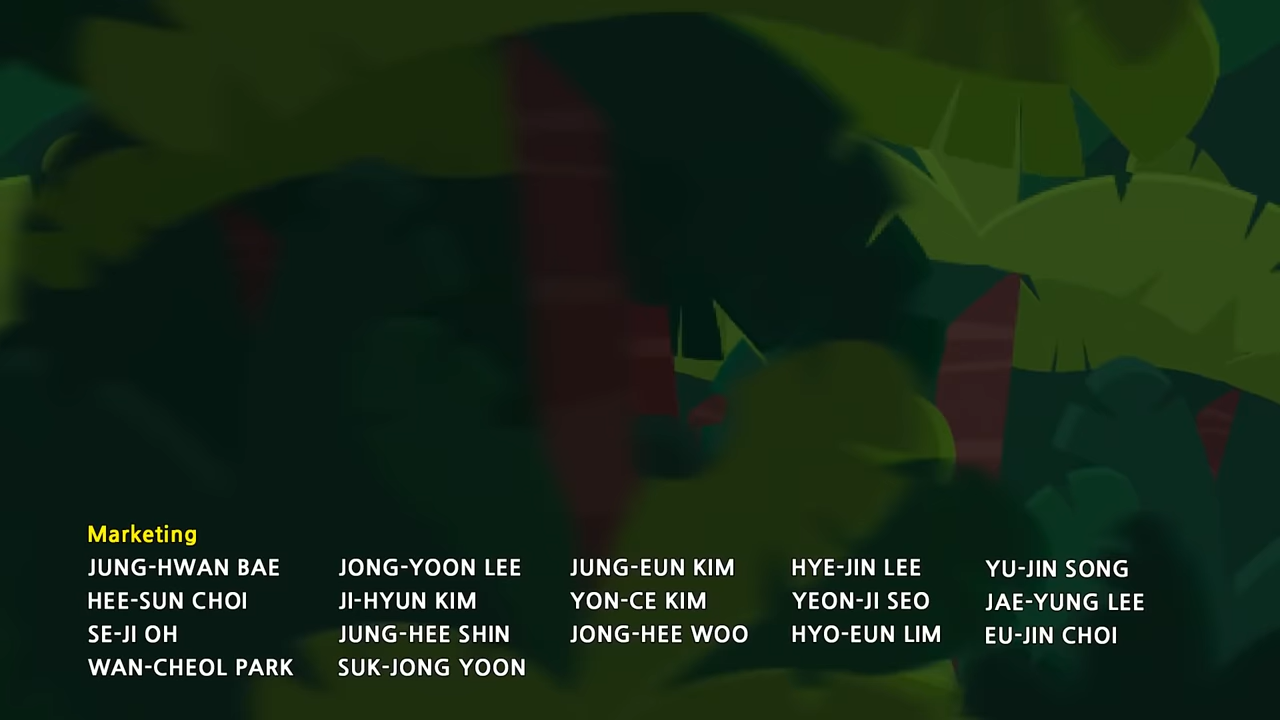 Marketing
JUNG-HWAN BAE JONG-YOON LEE JUNG-EUN KIM HYE-JIN LEE YU-JIN SONG
HEE-SUN CHOI JI-HYUN KIM YON-CE KIM YEON-JI SEO JAE-YUNG LEE
SE-JI OH JUNG-HEE SHIN JONG-HEE WOO HYO-EUN LIM EU-JIN CHOI
WAN-CHEOL PARK SUK-JONG YOON